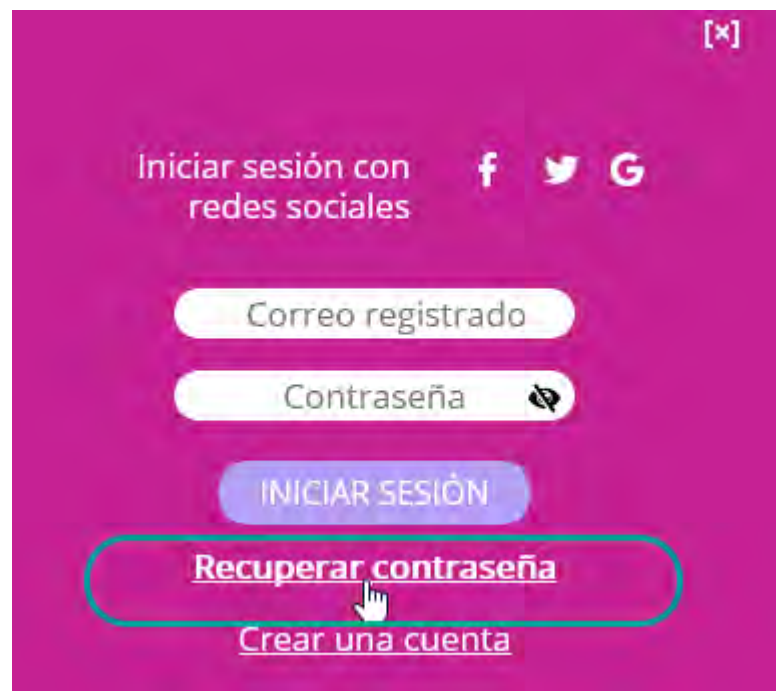 [×]
Iniciar sesión con
redes sociales
Correo registrado
Contraseña
INICIAR SESIÓN
Recuperar contraseña
Crear una cuenta